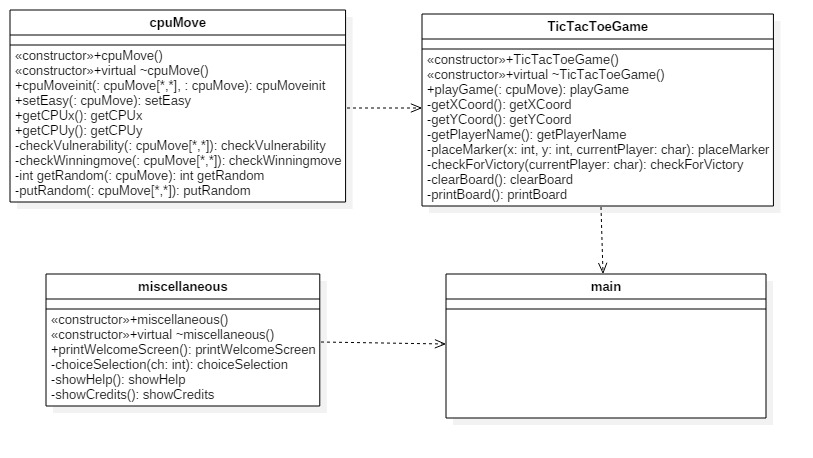 cpuMove
«constructor»+cpuMove()
«constructor»+virtual ~cpuMove()
+cpuMoveinit(: cpuMove[*,*], : cpuMove): cpuMoveinit
+setEasy(: cpuMove): setEasy
+getCPUx(): getCPUx
+getCPUy(): getCPUy
-checkVulnerability(: cpuMove[*,*]): checkVulnerability
-checkWinningmove(: cpuMove[*,*]): checkWinningmove
-int getRandom(: cpuMove): int getRandom
-putRandom(: cpuMove[*,*]): putRandom
TicTacToeGame
«constructor»+TicTacToeGame()
«constructor»+virtual ~TicTacToeGame()
+playGame(: cpuMove): playGame
-getXCoord(): getXCoord
-getYCoord(): getYCoord
-getPlayerName(): getPlayerName
-placeMarker(x: int, y: int, currentPlayer: char): placeMarker
-checkForVictory(currentPlayer: char): checkForVictory
-clearBoard(): clearBoard
-printBoard(): printBoard
miscellaneous
«constructor»+miscellaneous()
«constructor»+virtual ~miscellaneous()
+printWelcomeScreen(): printWelcomeScreen
-choiceSelection(ch: int): choiceSelection
-showHelp(): showHelp
-showCredits(): showCredits
main